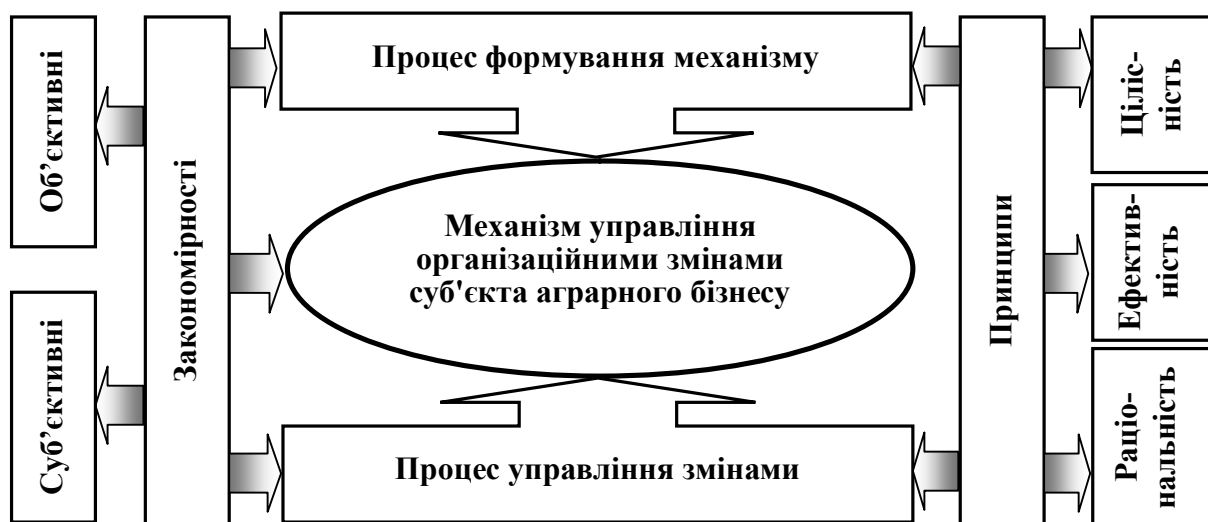 Об’єктивні
Суб’єктивні
Закономірності
Процес формування механізму
Механізм управління
організаційними змінами
суб'єкта аграрного бізнесу
Процес управління змінами
Принципи
Ціліс-
ність
Ефектив-
ність
Раціо-
нальність